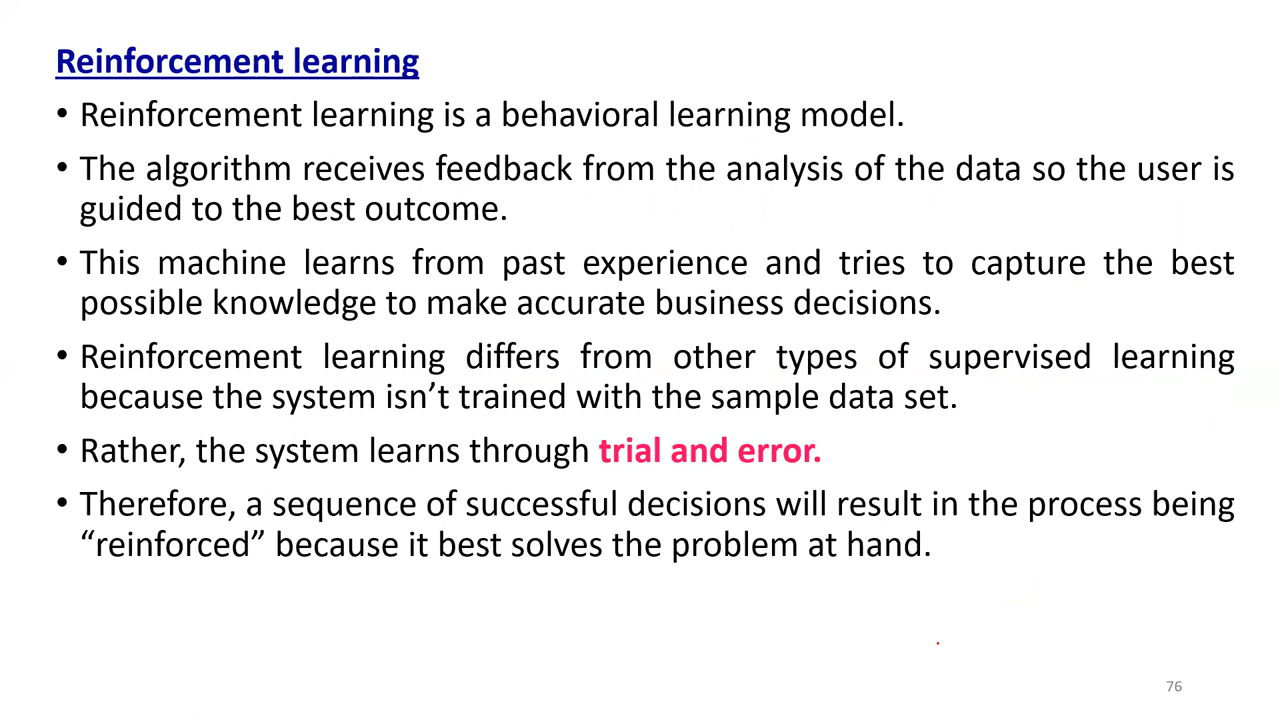 Reinforcement learning
• Reinforcement learning is a behavioral learning model.
• The algorithm receives feedback from the analysis of the data so the user is
guided to the best outcome.
• This machine learns from past experience and tries to capture the best
possible knowledge to make accurate business decisions.
• Reinforcement learning differs from other types of supervised learning
because the system isn’t trained with the sample data set.
• Rather, the system learns through trial and error.
• Therefore, a sequence of successful decisions will result in the process being
“reinforced” because it best solves the problem at hand.
76